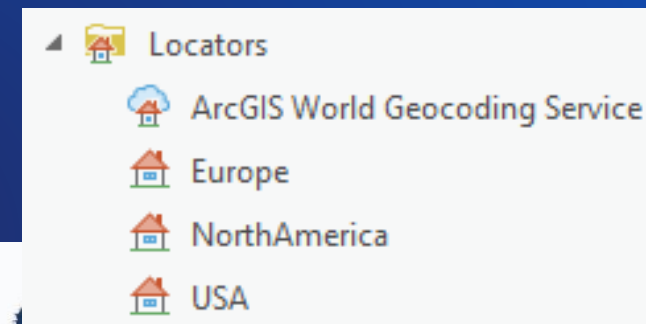 Locators
ArcGIS World Geocoding Service
Europe
NorthAmerica
USA